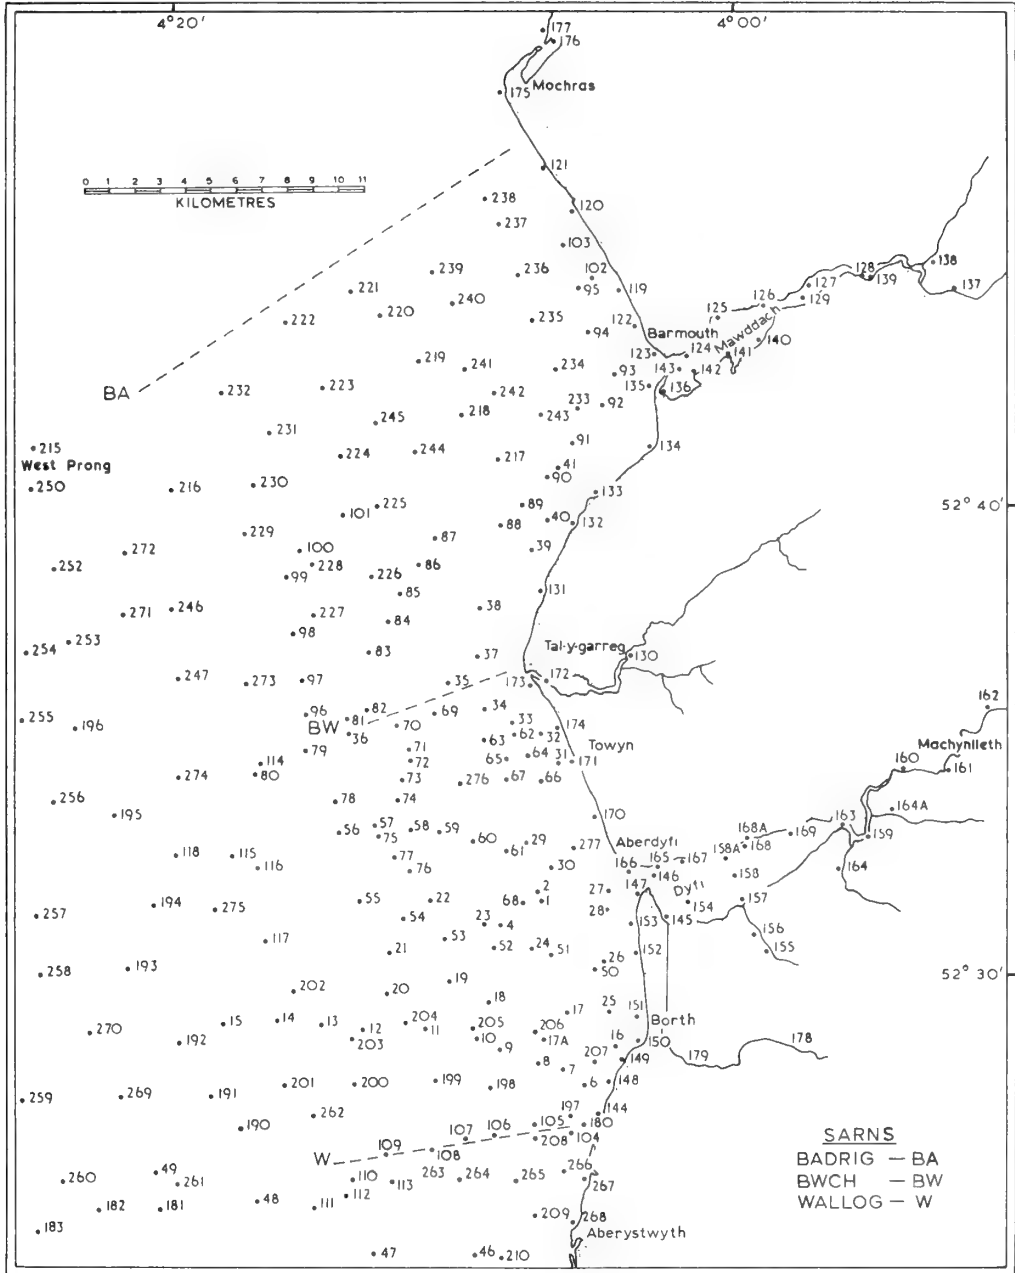 4° 20′ 4° 00′
177
176
175 Mochras
121
0 1 2 3 4 5 6 7 8 9 10 11
KILOMETRES
238 120
237
103
138
239 236 102 128
221 95 119 127 139 137
240 126 129
222 220 235 125
122
94 Barmouth Mawddach
140
123 124 141
219 241 234 143 142
93
BA 232 223 242 135 136
233 92
218 243
245
231
91 134
215 224 244 217
West Prong 41
250 216 230 90
133
225 89 52° 40′
101 40
88 132
229 87
272 100 39
252 228 86
99 226
85 131
271 246 227 38
84
98
254 253 83 Tal-y-garreg 130
37
247 273 97 35 173 172
162
96 82 69 34
255 BW 81 33
196 36 70 62 32 174
63
79 71 64 Towyn Machynlleth
114 72 65 31 171 160 161
274 80 73 276 67 66
256 78 74
164A
195 170
57 58 163
56 75 59 168A 169 159
60 29 277 Aberdyfi 168
118 115 77 61 158A
116 76 30 166 165 167 164
146 158
2 27 147 Dyfi
55 22 68 1 154 157
194 275 28
257 54 23 4 153 145
156
117 53 52 24 51 152 155
21
258 193 26 52° 30′
50
19
202 20
18
17 25 151
15 14 13 204 205 206 Borth
270 12 11
192 203 10 17A 16 150 178
9
8 207 149 179
7
201 200 199 198 6 148
259 269 191
262 197 144
190 105 180
107 106 208 104 SARNS
109 108
W BADRIG — BA
49 110 263 264 265 266 BWCH — BW
260 261 113 267
112 WALLOG — W
182 181 48 111
183 209 268
Aberystwyth
47 46 210